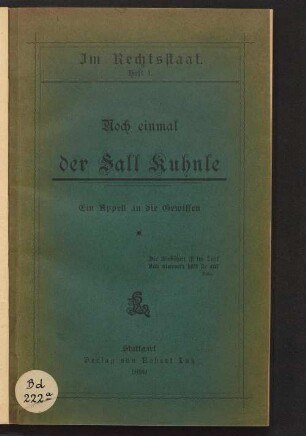 Im Rechtsstaat.
Heft 1.
Noch einmal
der Fall Kuhnle
Ein Appell an die Gewissen
Stuttgart
Verlag von Robert Lutz
Bd
222a